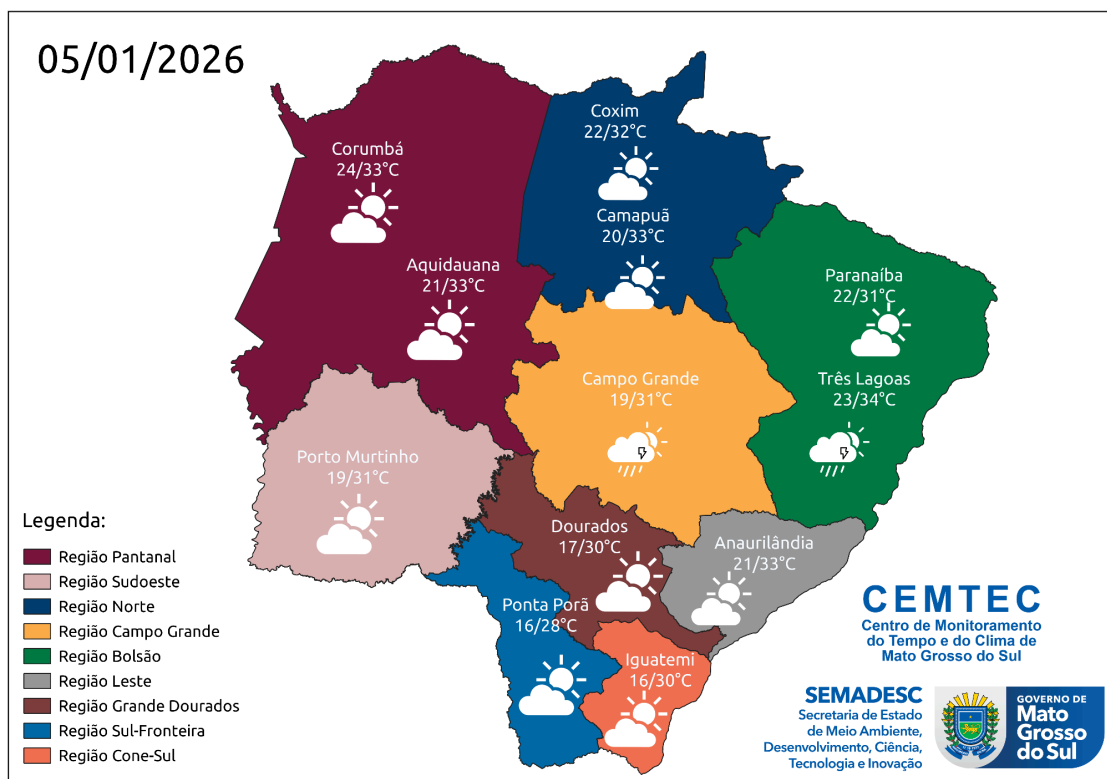 05/01/2026
Coxim
22/32°C
Corumbá
24/33°C
Camapuã
20/33°C
Aquidauana
21/33°C
Paranaíba
22/31°C
Campo Grande
19/31°C
Três Lagoas
23/34°C
Porto Murtinho
19/31°C
Dourados
17/30°C
Anaurilândia
21/33°C
Ponta Porã
16/28°C
Iguatemi
16/30°C
Legenda:
Região Pantanal
Região Sudoeste
Região Norte
Região Campo Grande
Região Bolsão
Região Leste
Região Grande Dourados
Região Sul-Fronteira
Região Cone-Sul
CEMTEC
Centro de Monitoramento
do Tempo e do Clima de
Mato Grosso do Sul
SEMADESC
Secretaria de Estado
de Meio Ambiente,
Desenvolvimento, Ciência,
Tecnologia e Inovação
GOVERNO DE
Mato
Grosso
do Sul